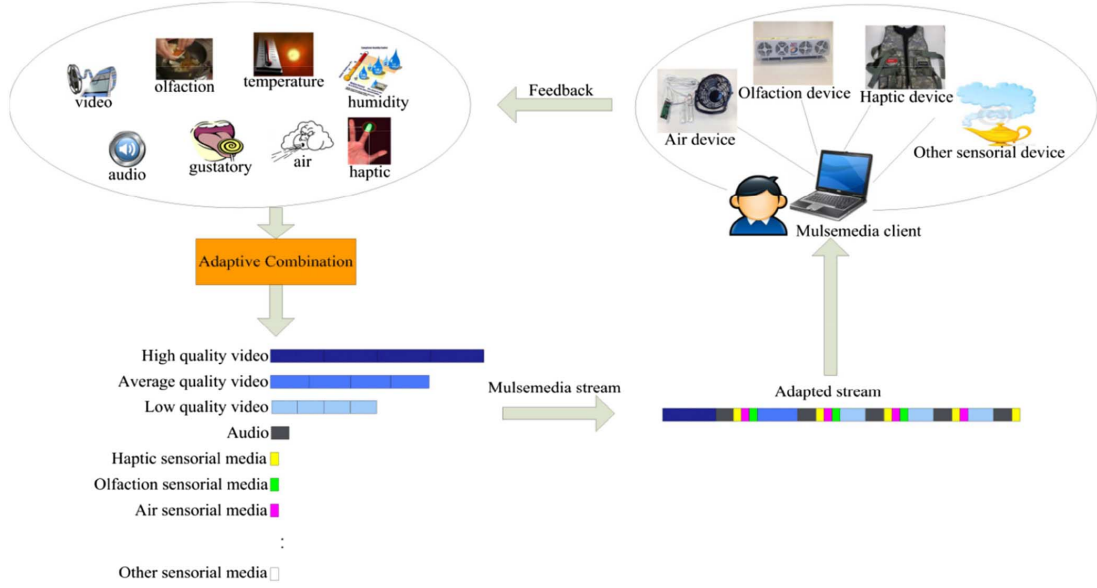 video
olfaction
temperature
humidity
audio
gustatory
air
haptic
Feedback
Air device
Olfaction device
Haptic device
Other sensorial device
Mulsemedia client
Adaptive Combination
High quality video
Average quality video
Low quality video
Audio
Haptic sensorial media
Olfaction sensorial media
Air sensorial media
:
Other sensorial media
Mulsemedia stream
Adapted stream